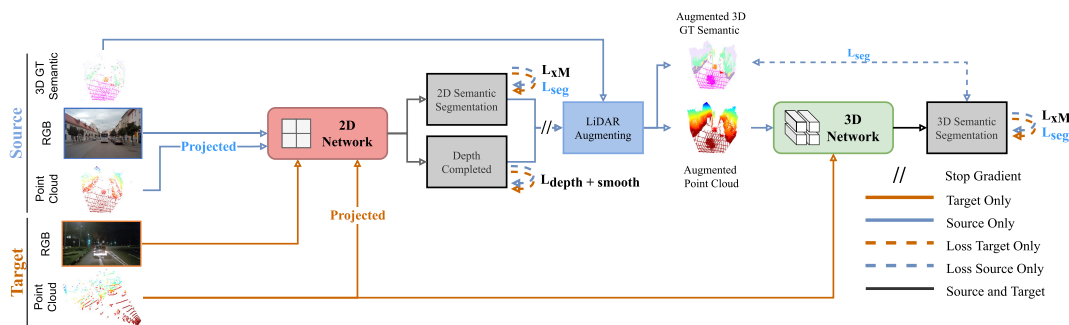 Source
3D GT
Semantic
RGB
Point
Cloud
Projected
Target
RGB
Point
Cloud
Projected
2D
Network
2D Semantic
Segmentation
LxM
Lseg
Depth
Completed
Ldepth + smooth
//
LiDAR
Augmenting
Augmented 3D
GT Semantic
Augmented
Point Cloud
Lseg
3D
Network
3D Semantic
Segmentation
LxM
Lseg
// Stop Gradient
Target Only
Source Only
Loss Target Only
Loss Source Only
Source and Target